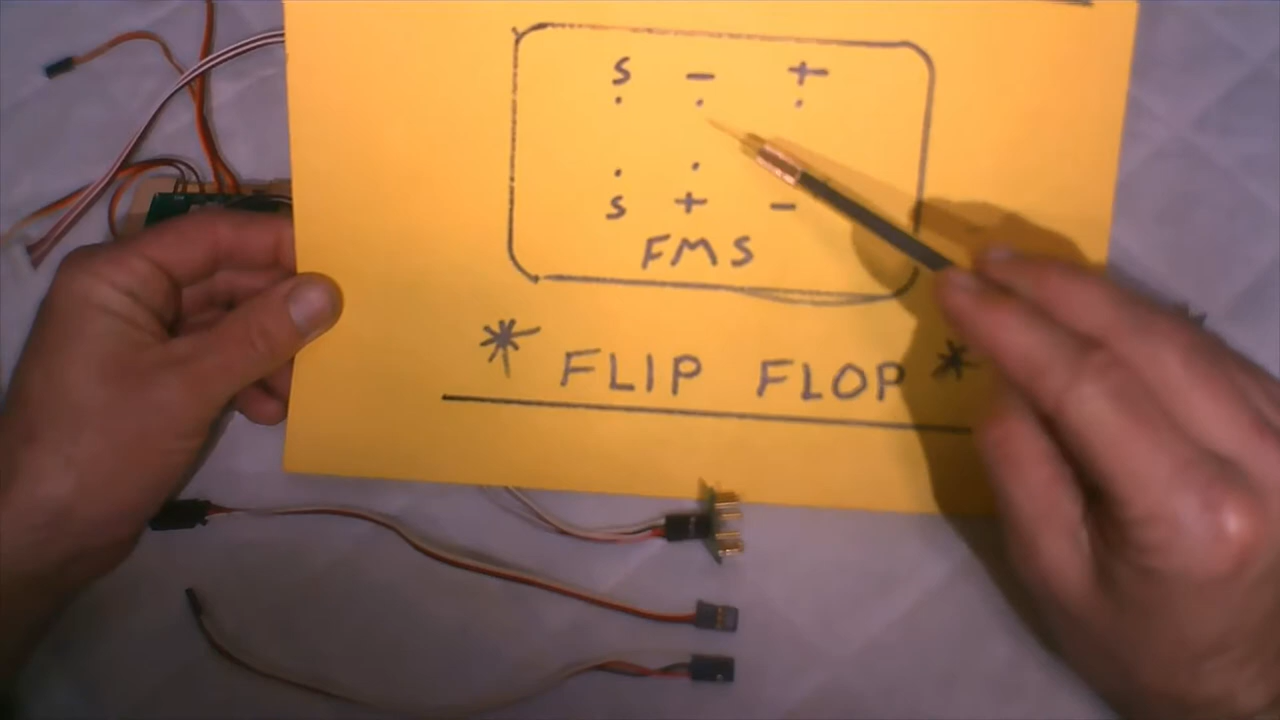 S - +
S + -
FMS
* FLIP FLOP *